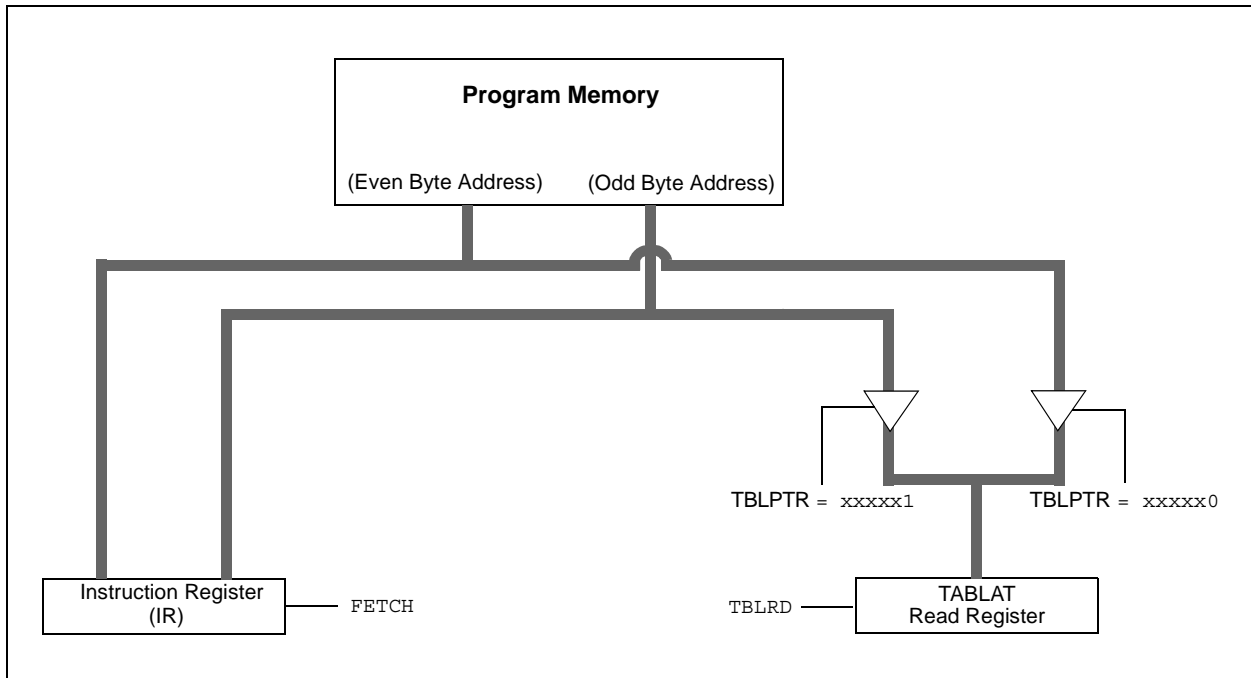 Program Memory
(Even Byte Address)
(Odd Byte Address)
TBLPTR = xxxxx1
TBLPTR = xxxxx0
Instruction Register
(IR)
FETCH
TBLRD
TABLAT
Read Register